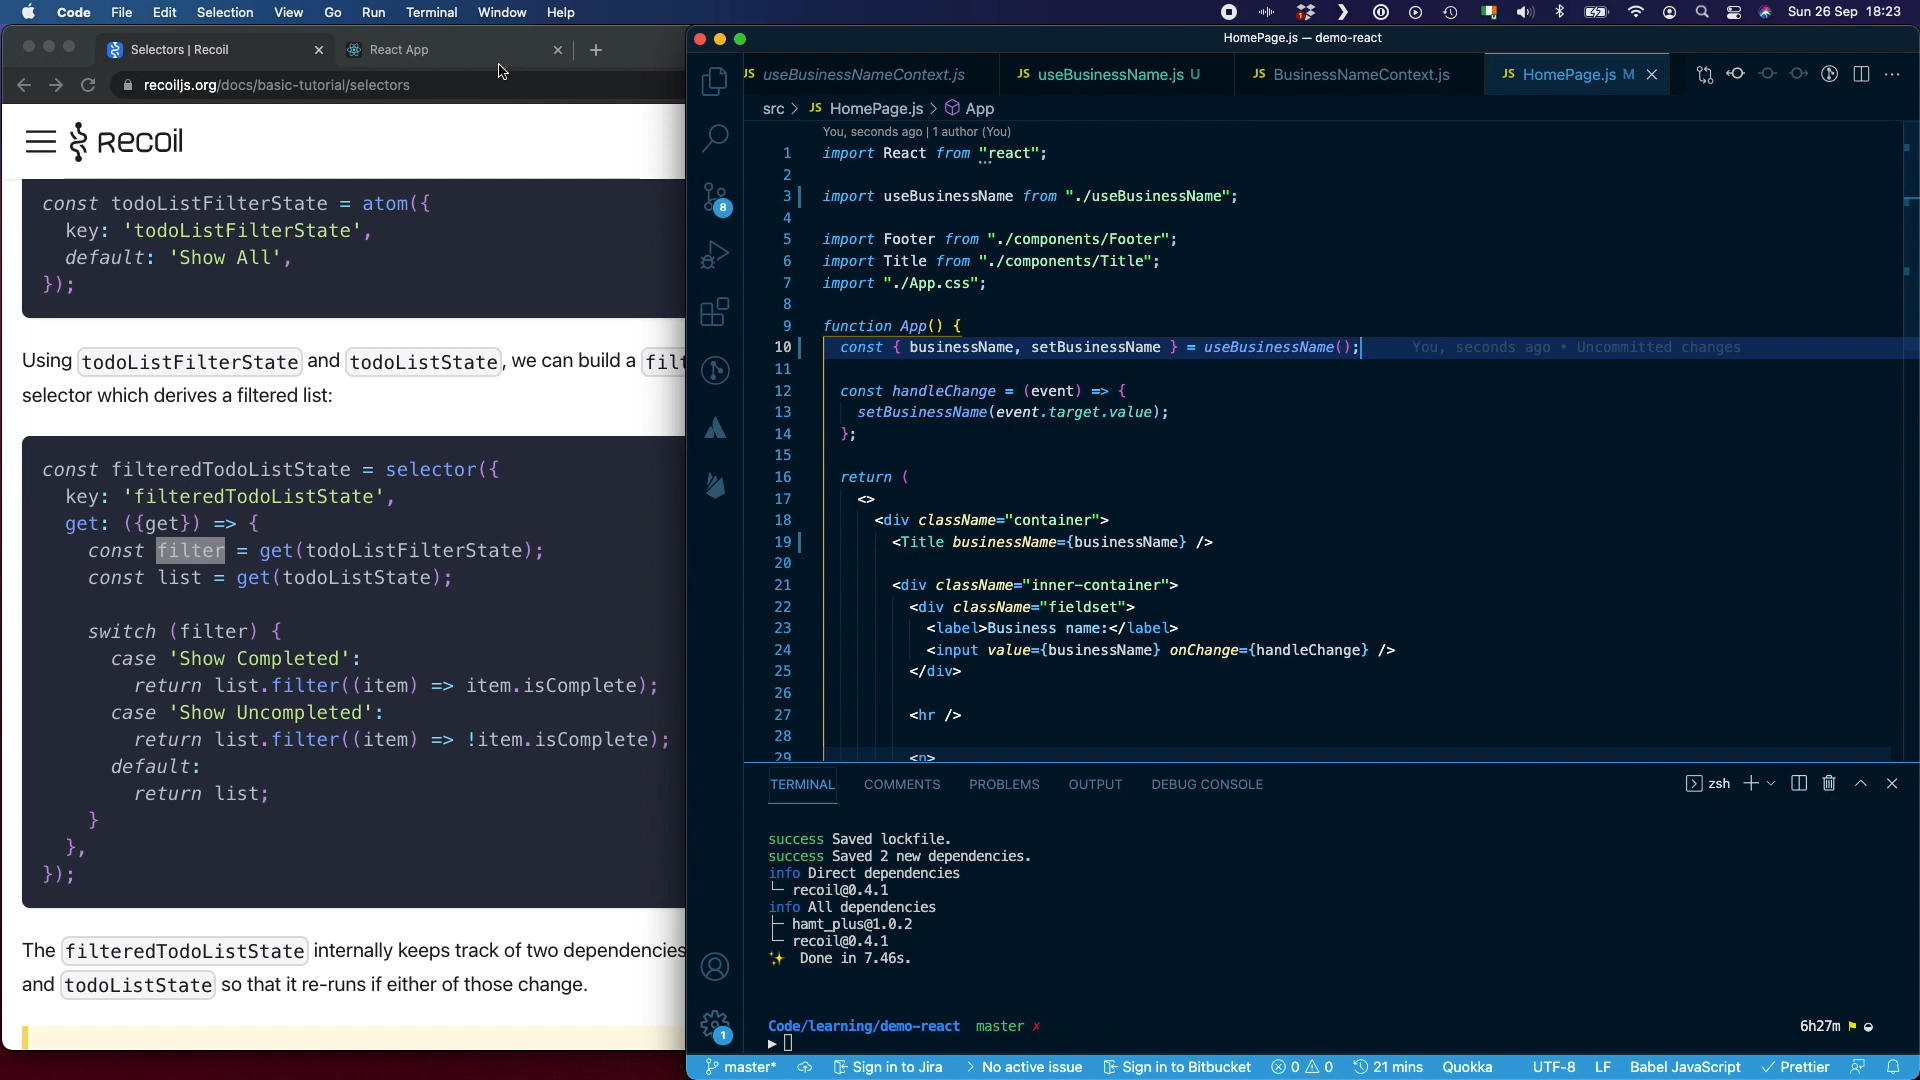 Code File Edit Selection View Go Run Terminal Window Help
Sun 26 Sep 18:23
Selectors | Recoil
React App
recoiljs.org/docs/basic-tutorial/selectors
Recoil
const todoListFilterState = atom({
key: 'todoListFilterState',
default: 'Show All',
});
Using todoListFilterState and todoListState, we can build a filt
selector which derives a filtered list:
const filteredTodoListState = selector({
key: 'filteredTodoListState',
get: ({get}) => {
const filter = get(todoListFilterState);
const list = get(todoListState);
switch (filter) {
case 'Show Completed':
return list.filter((item) => item.isComplete);
case 'Show Uncompleted':
return list.filter((item) => !item.isComplete);
default:
return list;
}
},
});
The filteredTodoListState internally keeps track of two dependencies
and todoListState so that it re-runs if either of those change.
HomePage.js — demo-react
JS useBusinessNameContext.js
JS useBusinessName.js U
JS BusinessNameContext.js
JS HomePage.js M
src > JS HomePage.js > App
You, seconds ago | 1 author (You)
1 import React from "react";
2
3 import useBusinessName from "./useBusinessName";
4
5 import Footer from "./components/Footer";
6 import Title from "./components/Title";
7 import "./App.css";
8
9 function App() {
10 const { businessName, setBusinessName } = useBusinessName(); You, seconds ago • Uncommitted changes
11
12 const handleChange = (event) => {
13 setBusinessName(event.target.value);
14 };
15
16 return (
17 <>
18 <div className="container">
19 <Title businessName={businessName} />
20
21 <div className="inner-container">
22 <div className="fieldset">
23 <label>Business name:</label>
24 <input value={businessName} onChange={handleChange} />
25 </div>
26
27 <hr />
28
29 <p>
8
1
TERMINAL COMMENTS PROBLEMS OUTPUT DEBUG CONSOLE
zsh
success Saved lockfile.
success Saved 2 new dependencies.
info Direct dependencies
└─ recoil@0.4.1
info All dependencies
├─ hamt_plus@1.0.2
└─ recoil@0.4.1
✨ Done in 7.46s.
Code/learning/demo-react master ✗
6h27m
master* Sign in to Jira No active issue Sign in to Bitbucket 0 0 21 mins Quokka UTF-8 LF Babel JavaScript Prettier